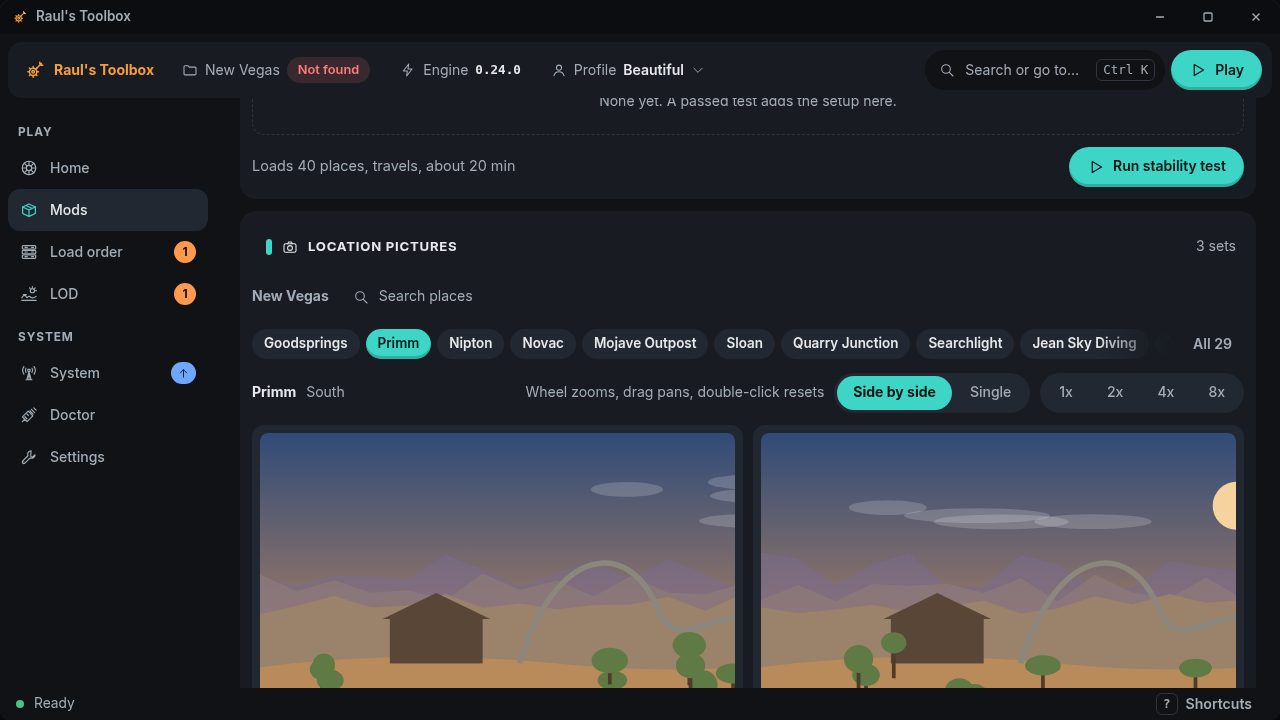 Raul's Toolbox
Raul's Toolbox New Vegas Not found Engine 0.24.0 Profile Beautiful Search or go to... Ctrl K Play
None yet. A passed test adds the setup here.
PLAY
Home
Mods
Load order 1
LOD 1
SYSTEM
System
Doctor
Settings
Loads 40 places, travels, about 20 min Run stability test
LOCATION PICTURES 3 sets
New Vegas Search places
Goodsprings Primm Nipton Novac Mojave Outpost Sloan Quarry Junction Searchlight Jean Sky Diving All 29
Primm South Wheel zooms, drag pans, double-click resets Side by side Single 1x 2x 4x 8x
Ready ? Shortcuts